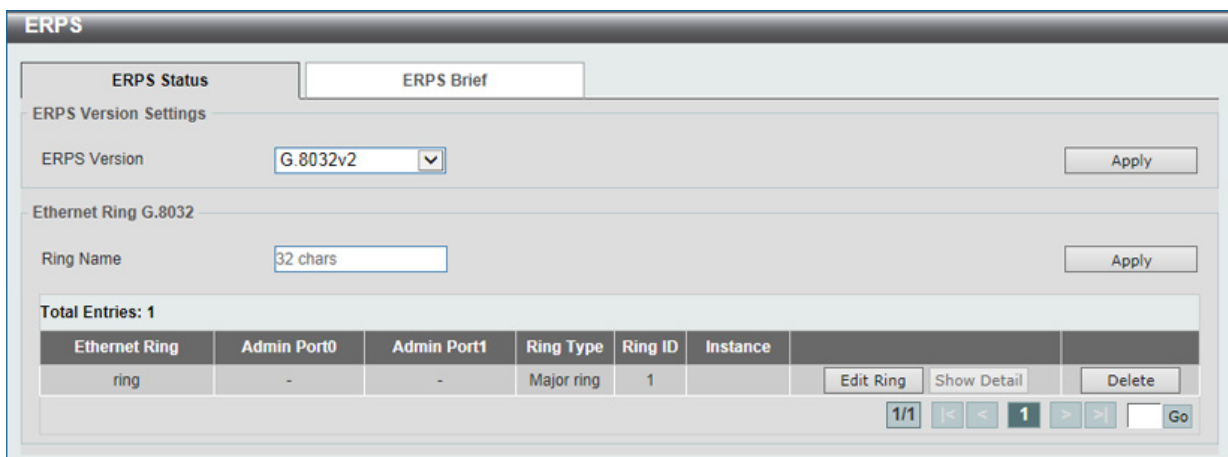 ERPS
ERPS Status ERPS Brief
ERPS Version Settings
ERPS Version G.8032v2 Apply
Ethernet Ring G.8032
Ring Name 32 chars Apply
Total Entries: 1
Ethernet Ring Admin Port0 Admin Port1 Ring Type Ring ID Instance
ring - - Major ring 1 Edit Ring Show Detail Delete
1/1 |< < 1 > >| Go